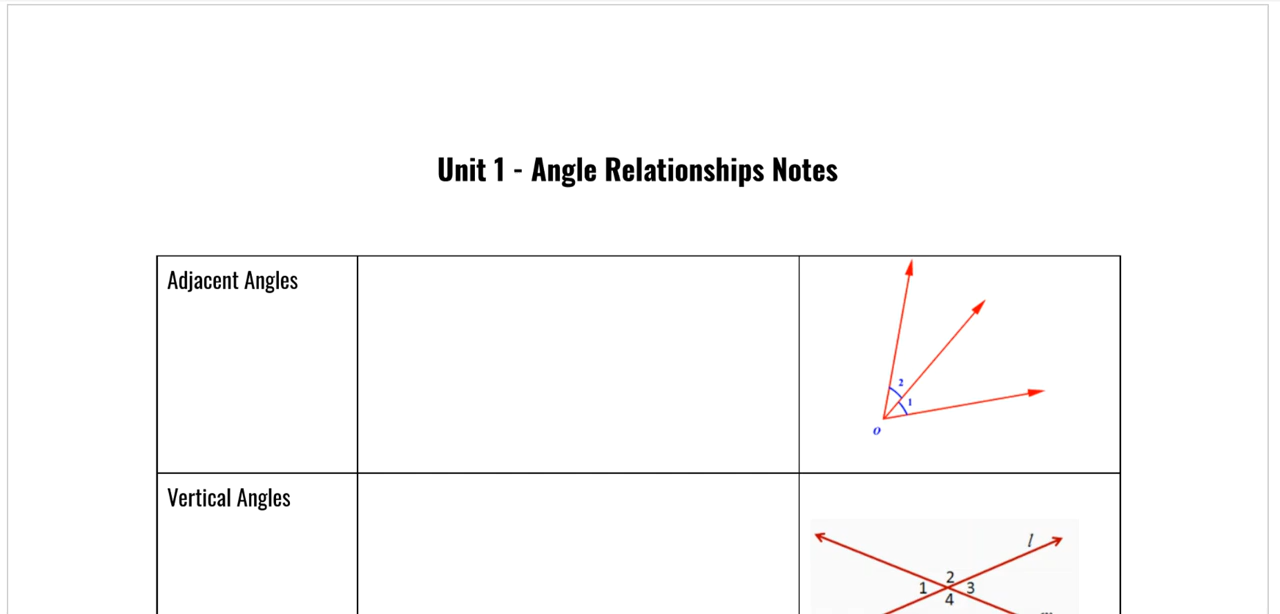 Unit 1 - Angle Relationships Notes
Adjacent Angles
2
1
O
Vertical Angles
l
2
1 3
4